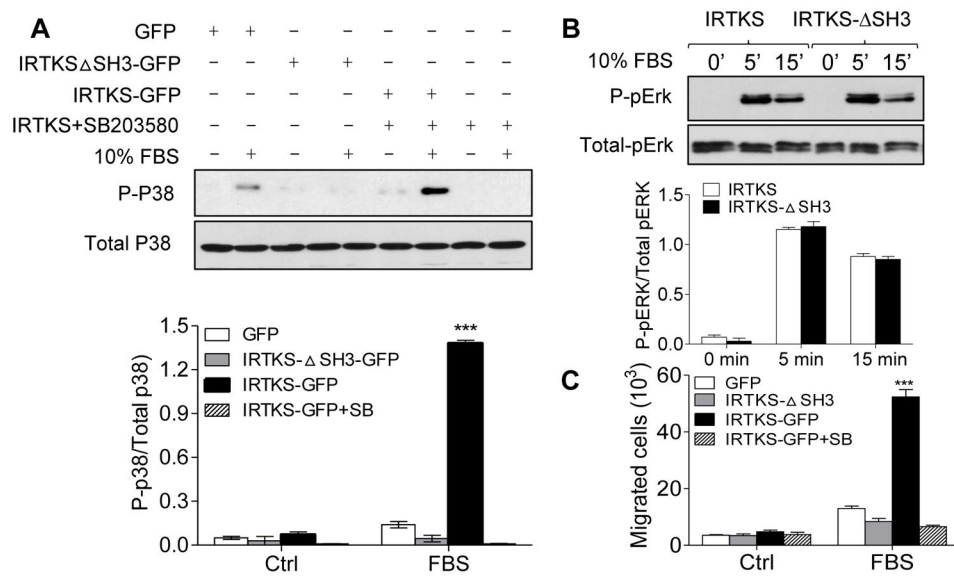 A
GFP + + – – – – – –
IRTKSΔSH3-GFP – – + + – – – –
IRTKS-GFP – – – – + + – –
IRTKS+SB203580 – – – – + + + +
10% FBS – + – + – + – +
P-P38
Total P38
1.5
1.2
0.9
0.6
0.3
0.0
P-p38/Total p38
GFP
IRTKS-ΔSH3-GFP
IRTKS-GFP
IRTKS-GFP+SB
***
Ctrl FBS
B
IRTKS IRTKS-ΔSH3
10% FBS 0’ 5’ 15’ 0’ 5’ 15’
P-pErk
Total-pErk
1.5
1.0
0.5
0.0
P-pERK/Total pERK
IRTKS
IRTKS-ΔSH3
0 min 5 min 15 min
C
60
40
20
0
Migrated cells (10³)
GFP
IRTKS-ΔSH3
IRTKS-GFP
IRTKS-GFP+SB
***
Ctrl FBS